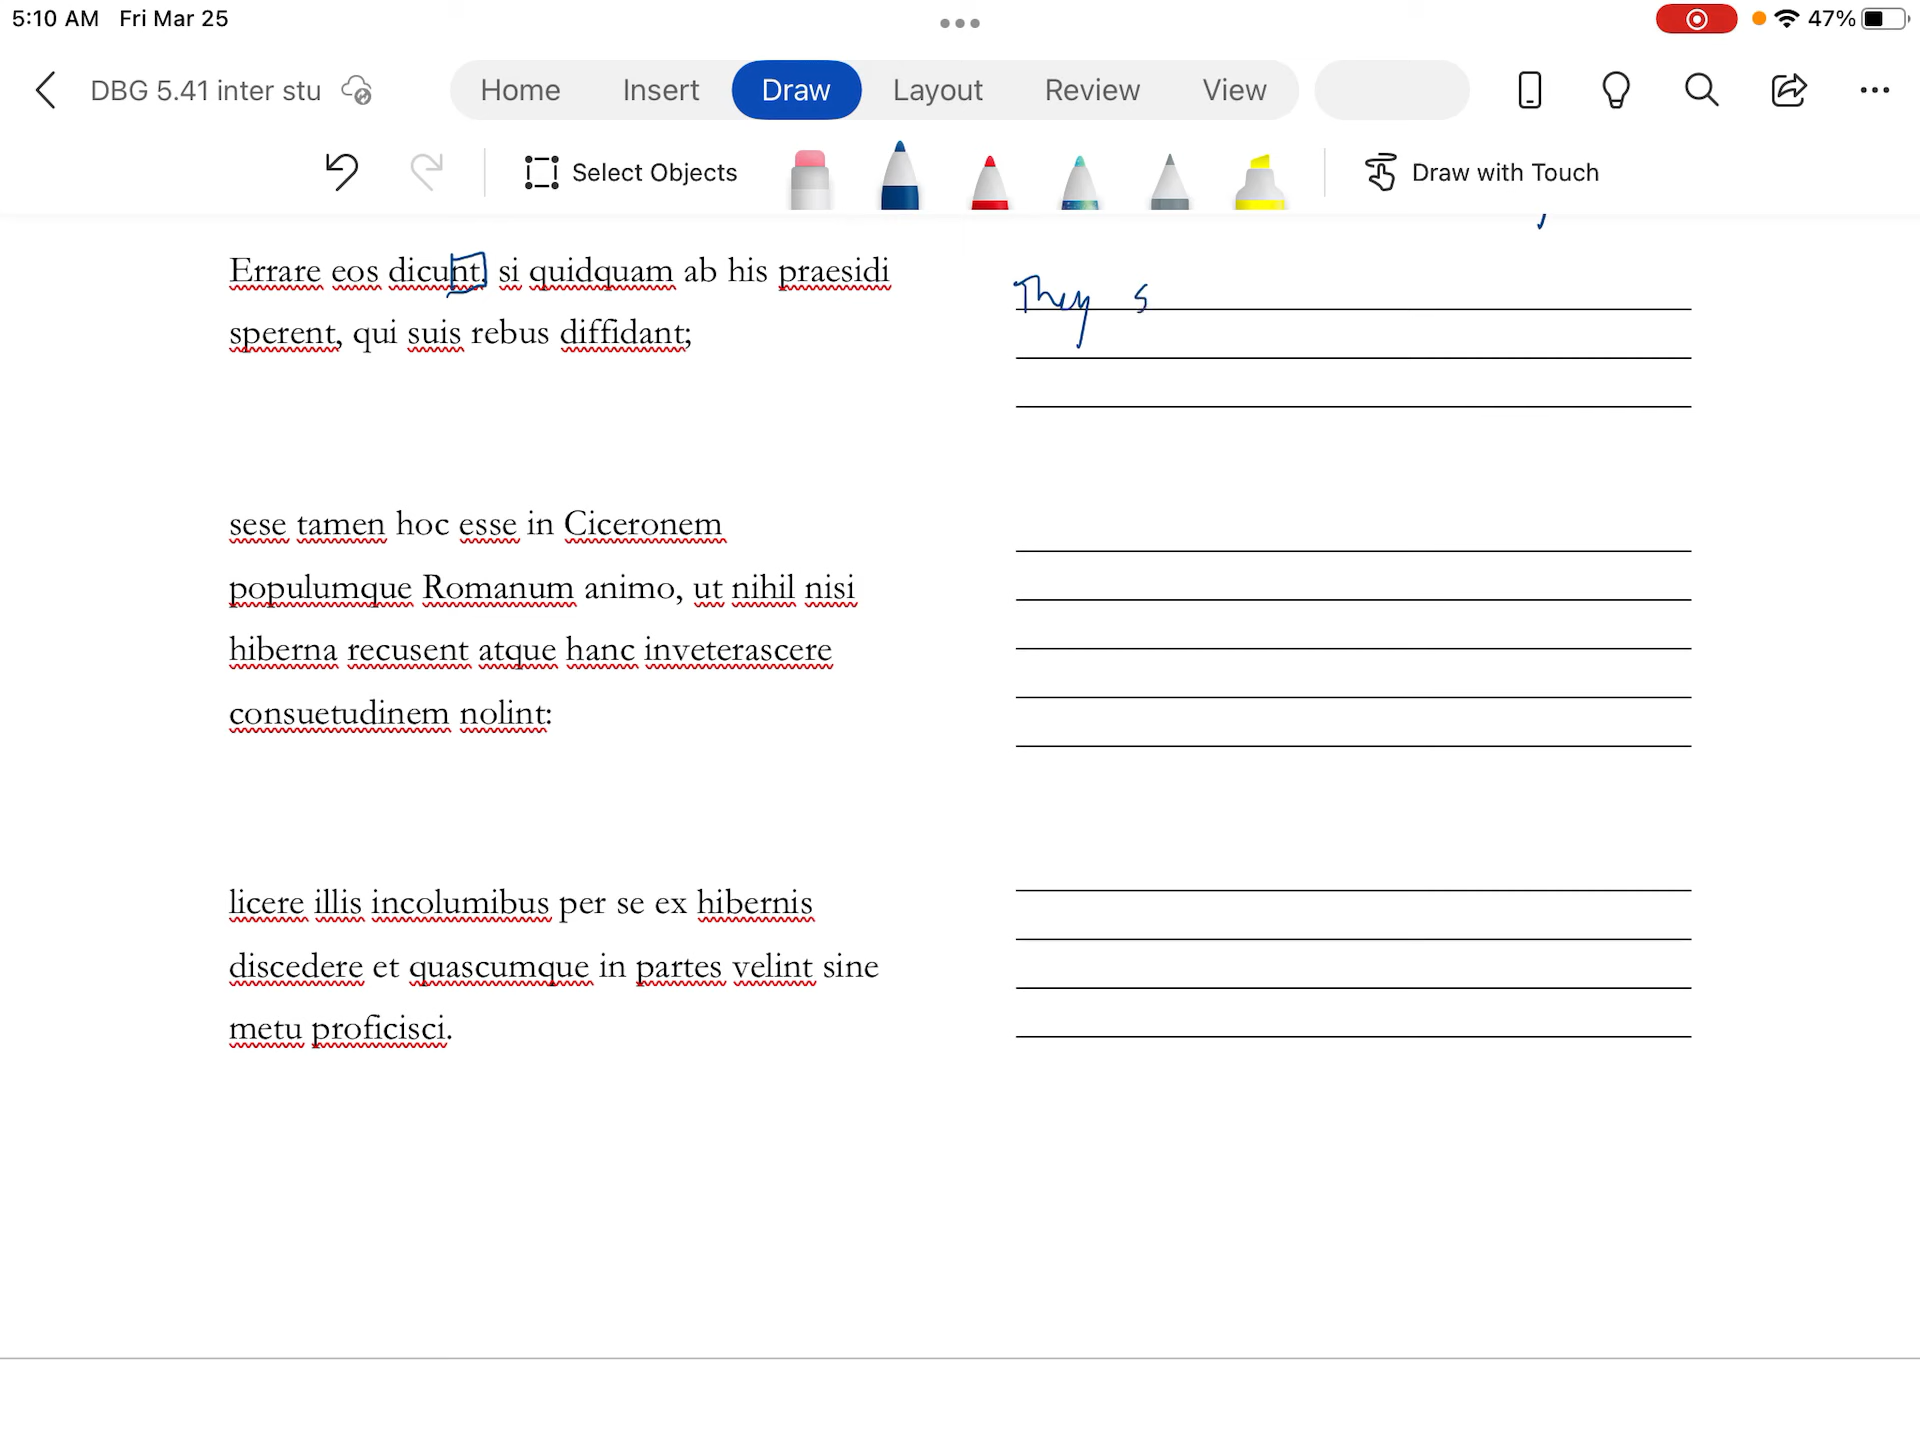 5:10 AM Fri Mar 25
47%
DBG 5.41 inter stu
Home Insert Draw Layout Review View
Select Objects
Draw with Touch
Errare eos dicunt, si quidquam ab his praesidi
sperent, qui suis rebus diffidant;
They s
sese tamen hoc esse in Ciceronem
populumque Romanum animo, ut nihil nisi
hiberna recusent atque hanc inveterascere
consuetudinem nolint:
licere illis incolumibus per se ex hibernis
discedere et quascumque in partes velint sine
metu proficisci.